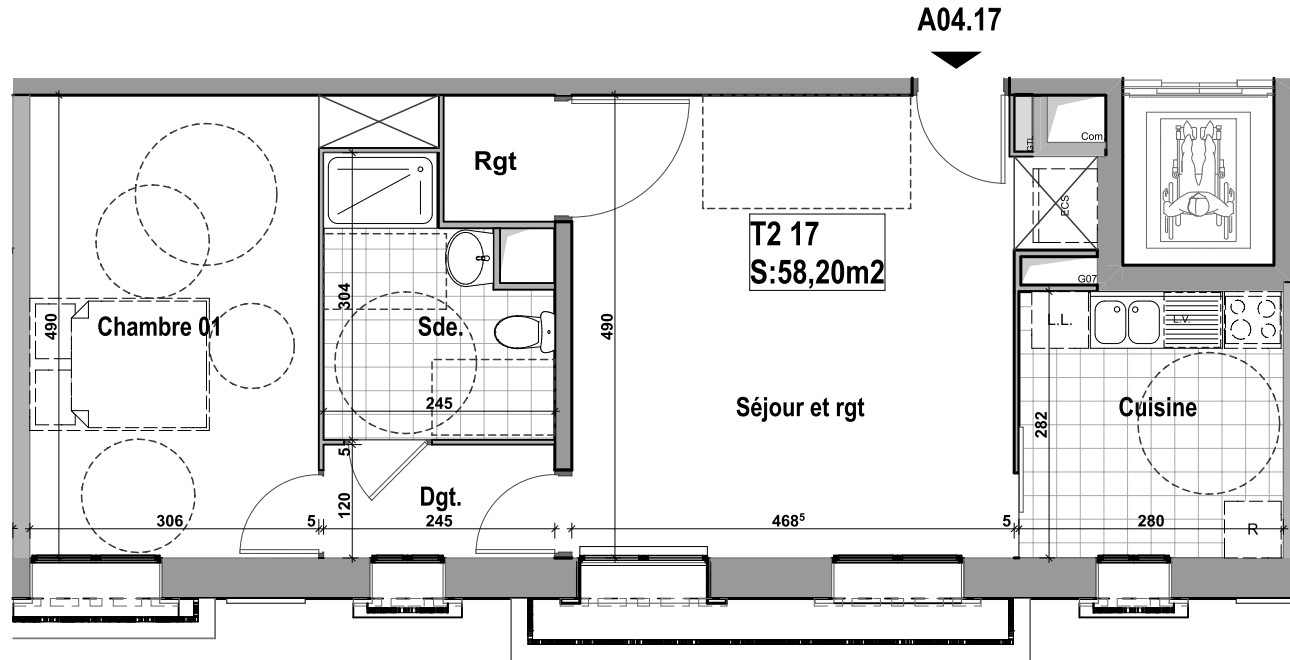 A04.17
Rgt
GTL
Com.
ECS
T2 17
S:58,20m2
G07
490
Chambre 01
304
Sde.
490
L.L.
L.V.
245
Séjour et rgt
Cuisine
282
5
Dgt.
120
306
5
245
468⁵
5
280
R